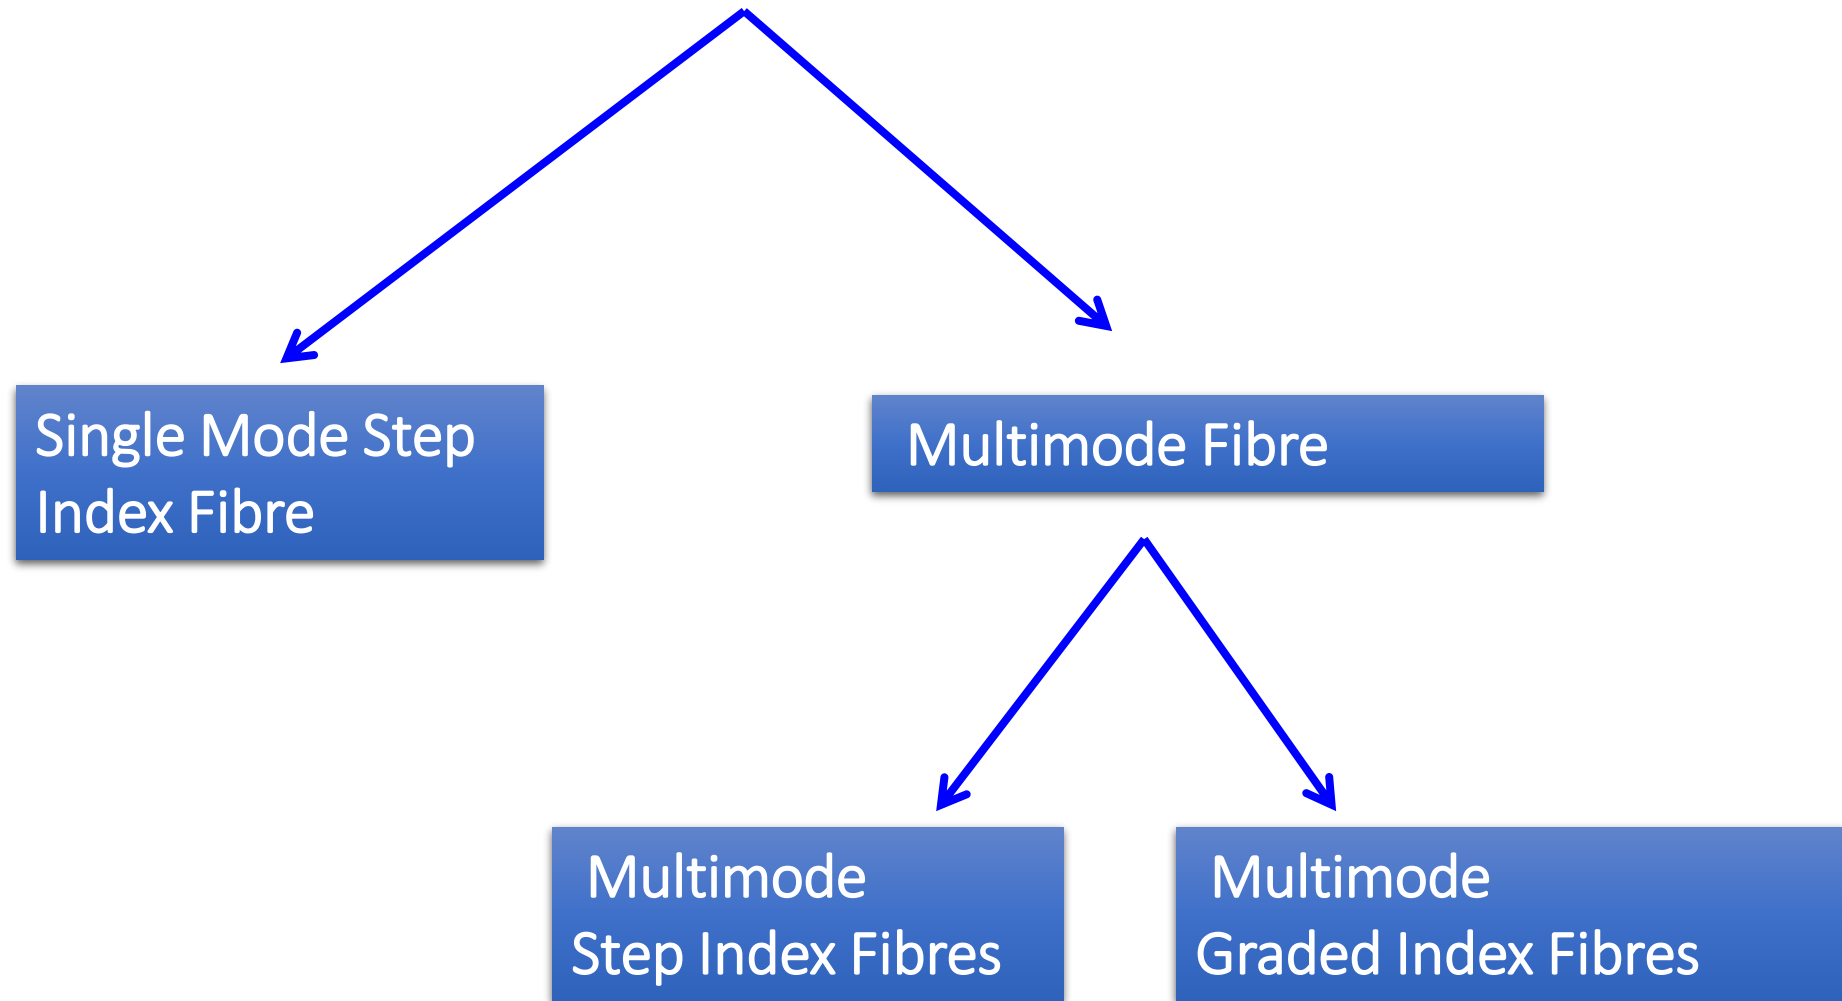 Single Mode Step
Index Fibre
Multimode Fibre
Multimode
Step Index Fibres
Multimode
Graded Index Fibres